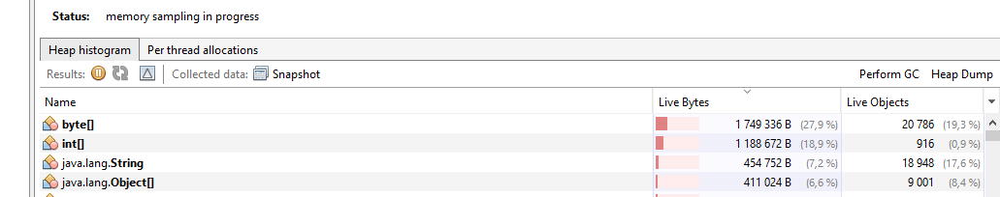 Status: memory sampling in progress
Heap histogram Per thread allocations
Results: Collected data: Snapshot Perform GC Heap Dump
Name Live Bytes Live Objects
byte[] 1 749 336 B (27,9 %) 20 786 (19,3 %)
int[] 1 188 672 B (18,9 %) 916 (0,9 %)
java.lang.String 454 752 B (7,2 %) 18 948 (17,6 %)
java.lang.Object[] 411 024 B (6,6 %) 9 001 (8,4 %)